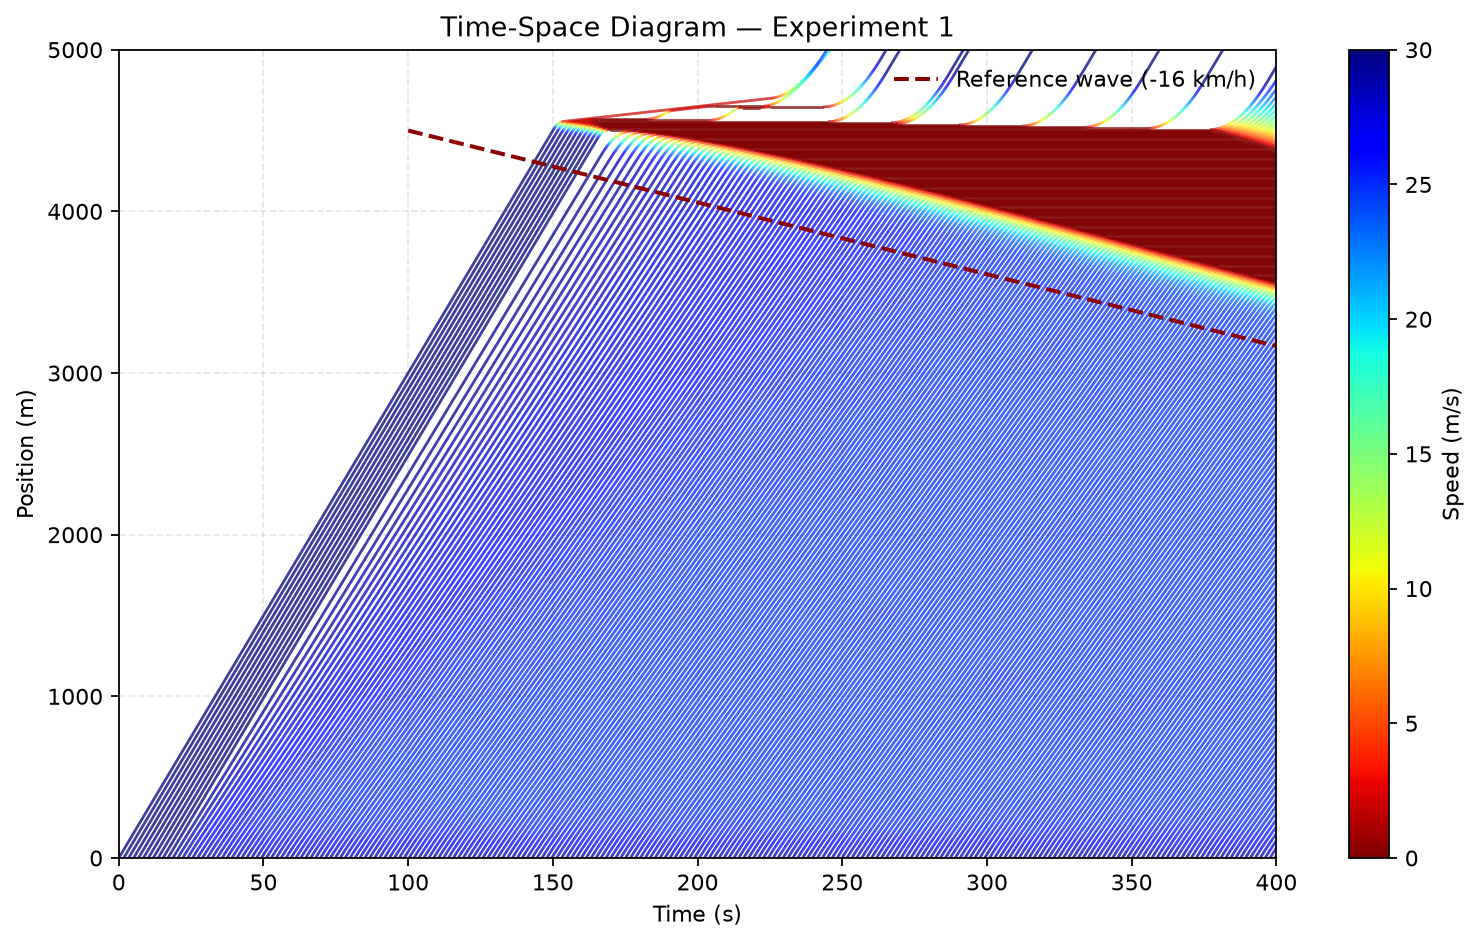 Time-Space Diagram — Experiment 1
Reference wave (-16 km/h)
Position (m)
5000
4000
3000
2000
1000
0
0 50 100 150 200 250 300 350 400
Time (s)
30
25
20
15
10
5
0
Speed (m/s)